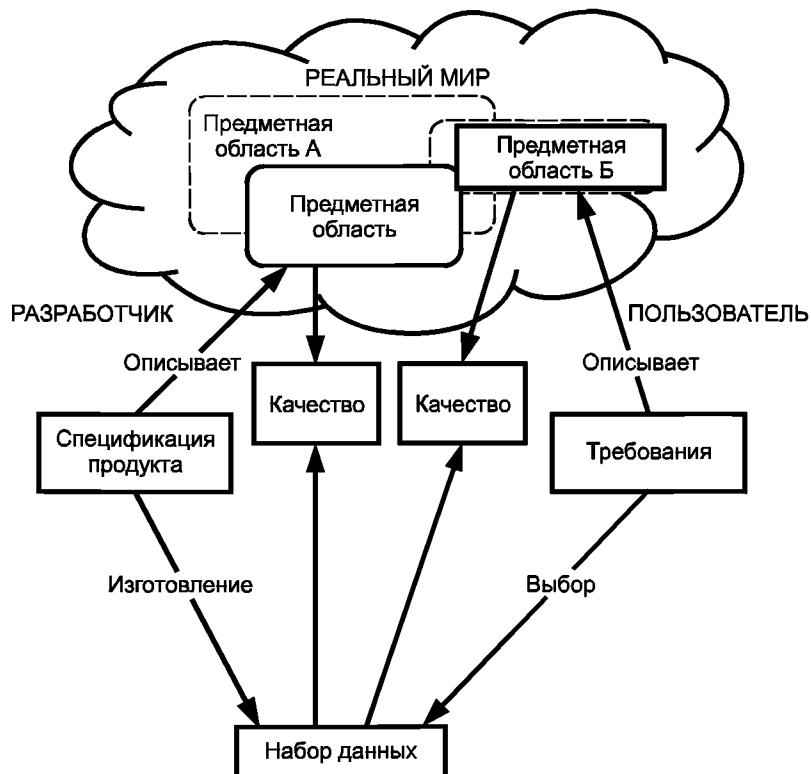 РЕАЛЬНЫЙ МИР
Предметная
область А
Предметная
область Б
Предметная
область
РАЗРАБОТЧИК
ПОЛЬЗОВАТЕЛЬ
Описывает
Описывает
Качество
Качество
Спецификация
продукта
Требования
Изготовление
Выбор
Набор данных